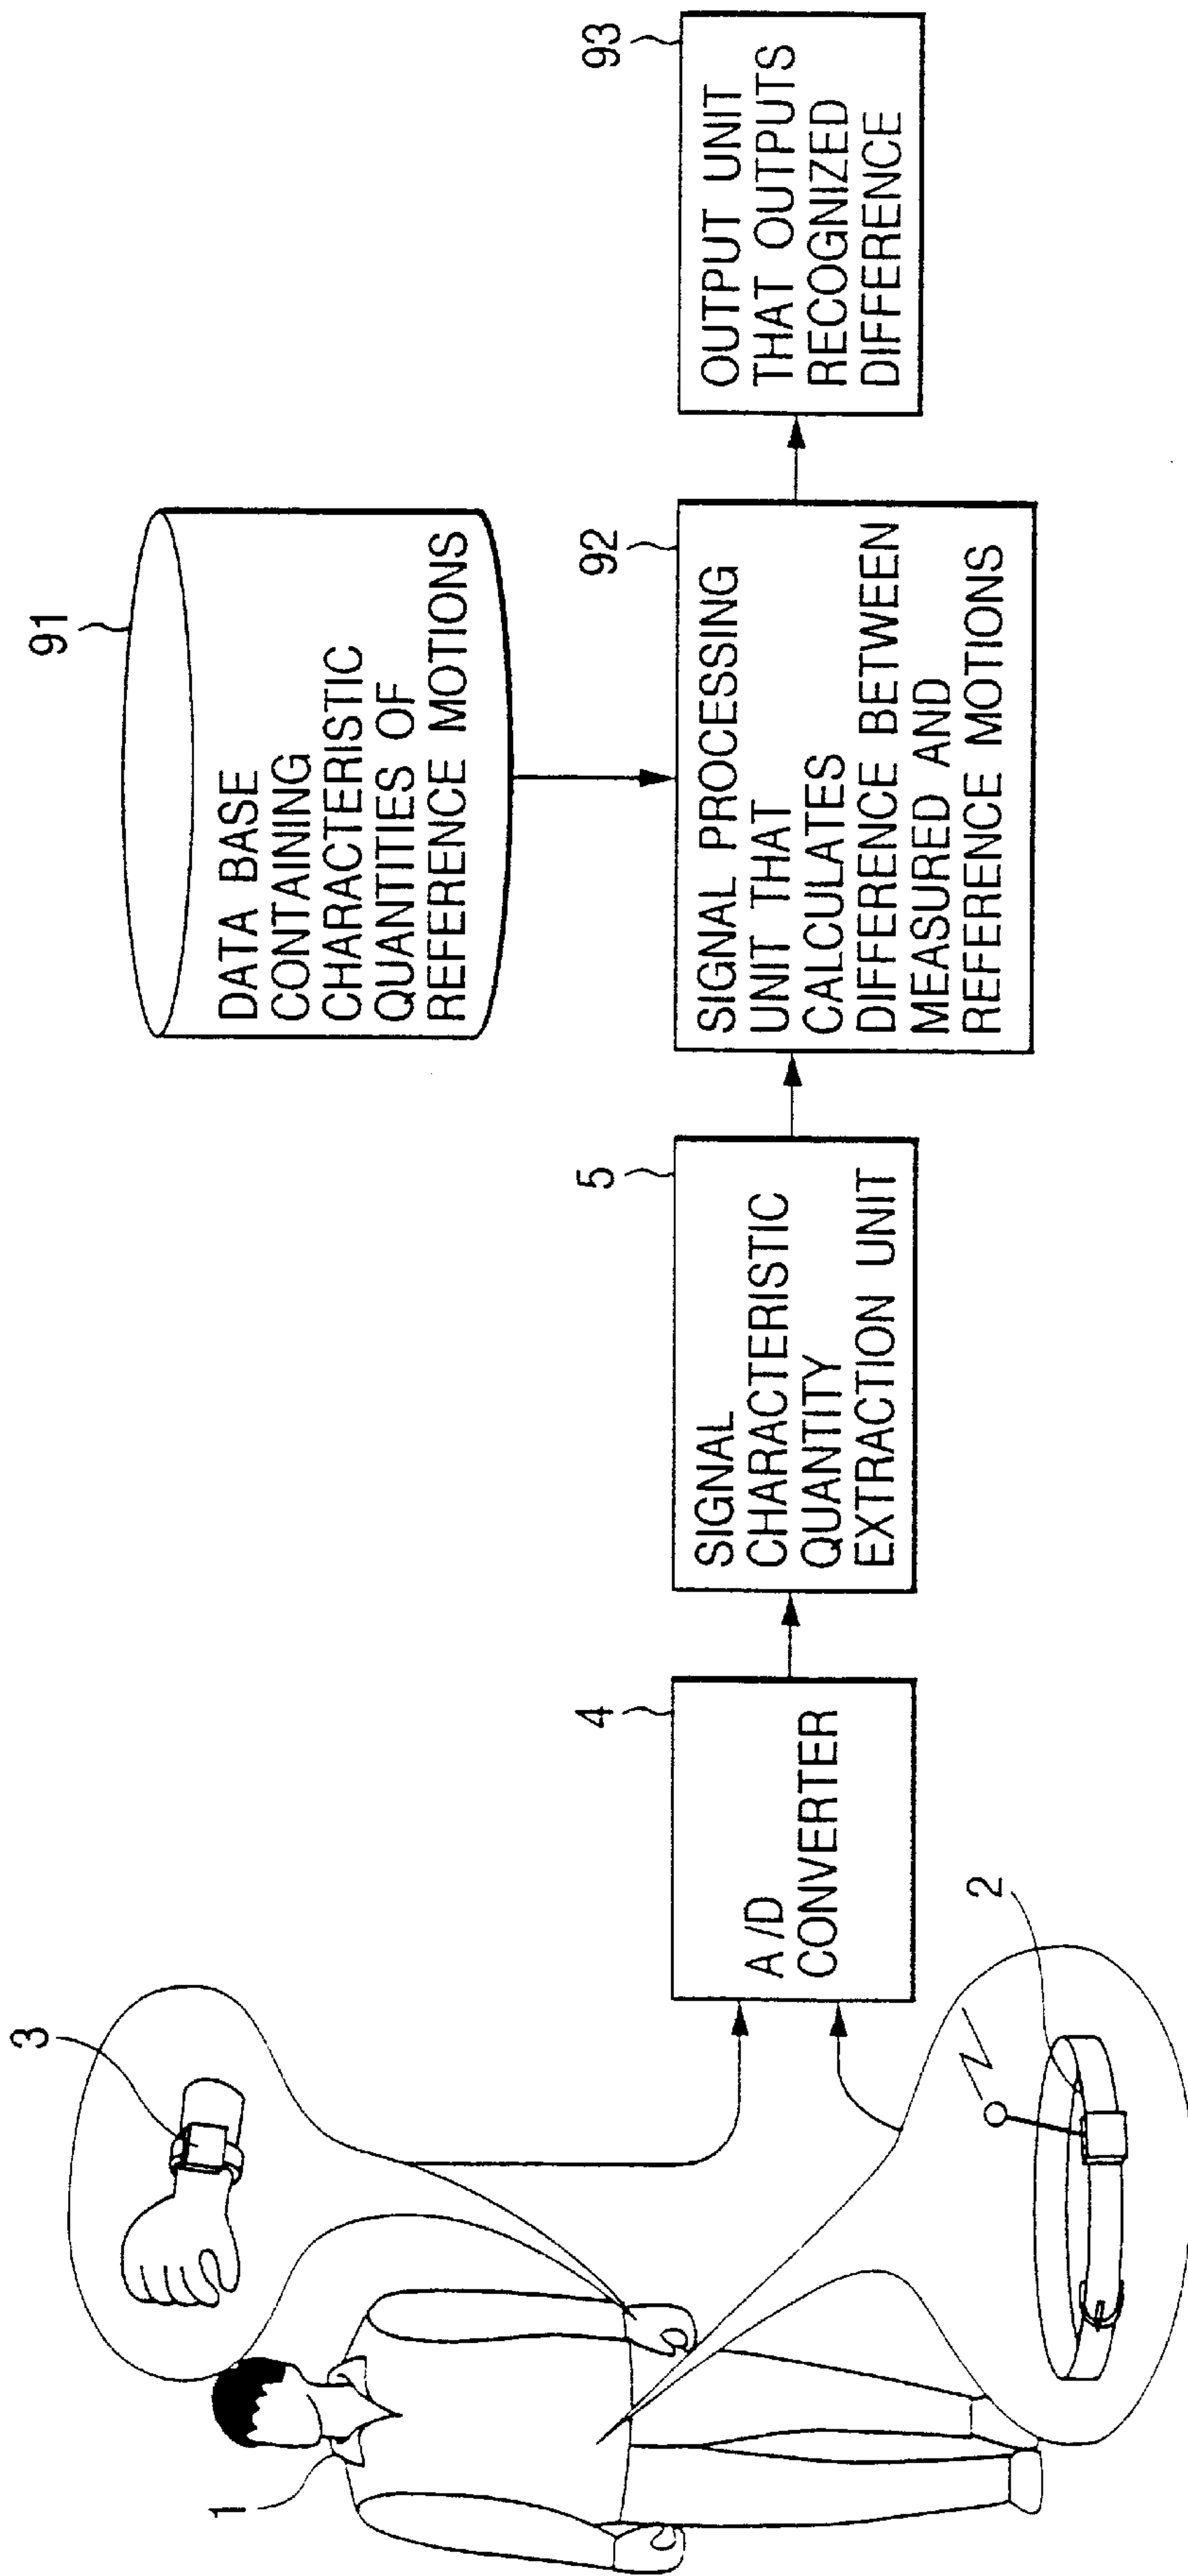 1
3
2
4
A/D
CONVERTER
5
SIGNAL
CHARACTERISTIC
QUANTITY
EXTRACTION UNIT
91
DATA BASE
CONTAINING
CHARACTERISTIC
QUANTITIES OF
REFERENCE MOTIONS
92
SIGNAL PROCESSING
UNIT THAT
CALCULATES
DIFFERENCE BETWEEN
MEASURED AND
REFERENCE MOTIONS
93
OUTPUT UNIT
THAT OUTPUTS
RECOGNIZED
DIFFERENCE